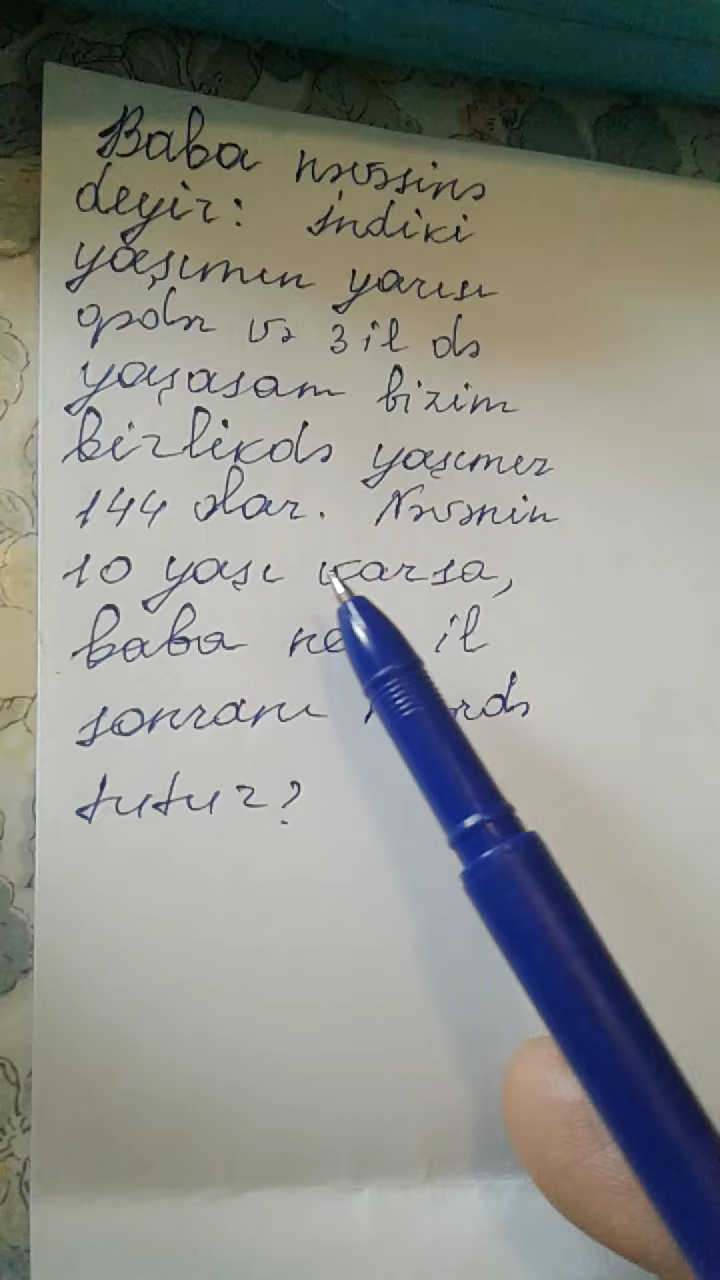 Baba nəvəsinə
deyir: indiki
yaşımın yarısı
qədər və 3 il də
yaşasam bizim
birlikdə yaşımız
144 olar. Nəvənin
10 yaşı varsa,
baba il
sonranı
tutur?